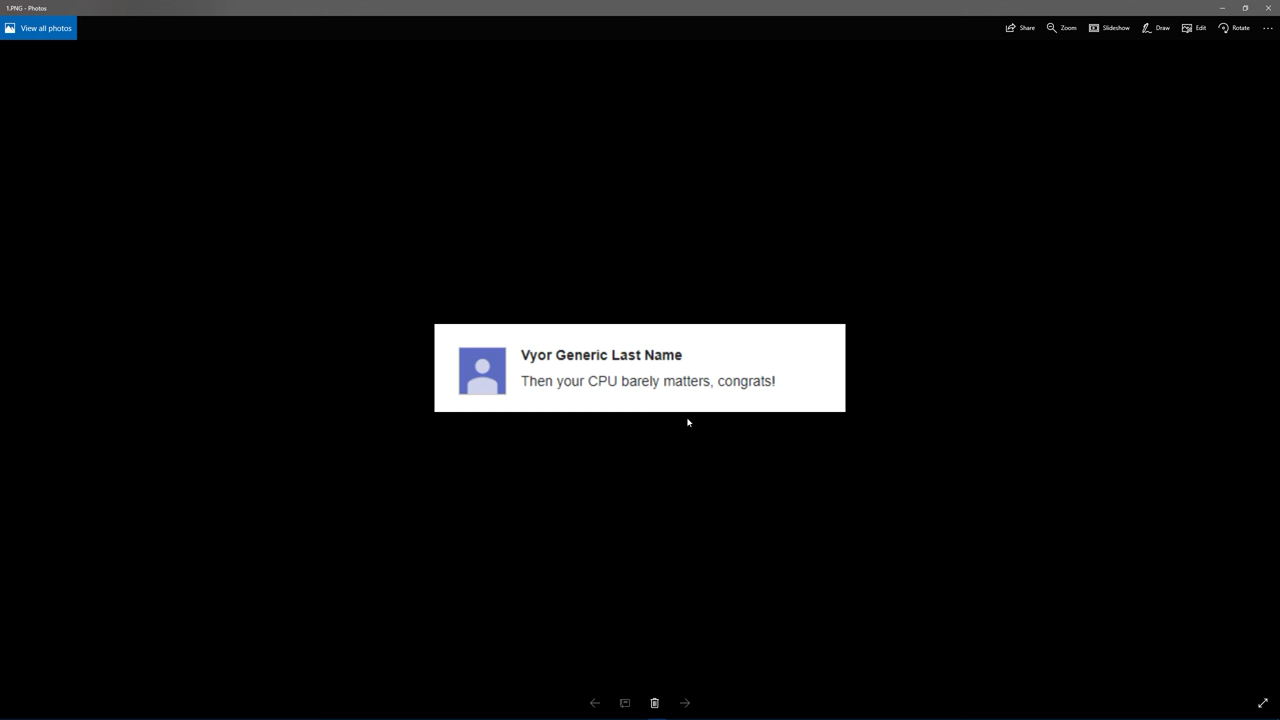 1.PNG - Photos
View all photos
Share
Zoom
Slideshow
Draw
Edit
Rotate
Vyor Generic Last Name
Then your CPU barely matters, congrats!